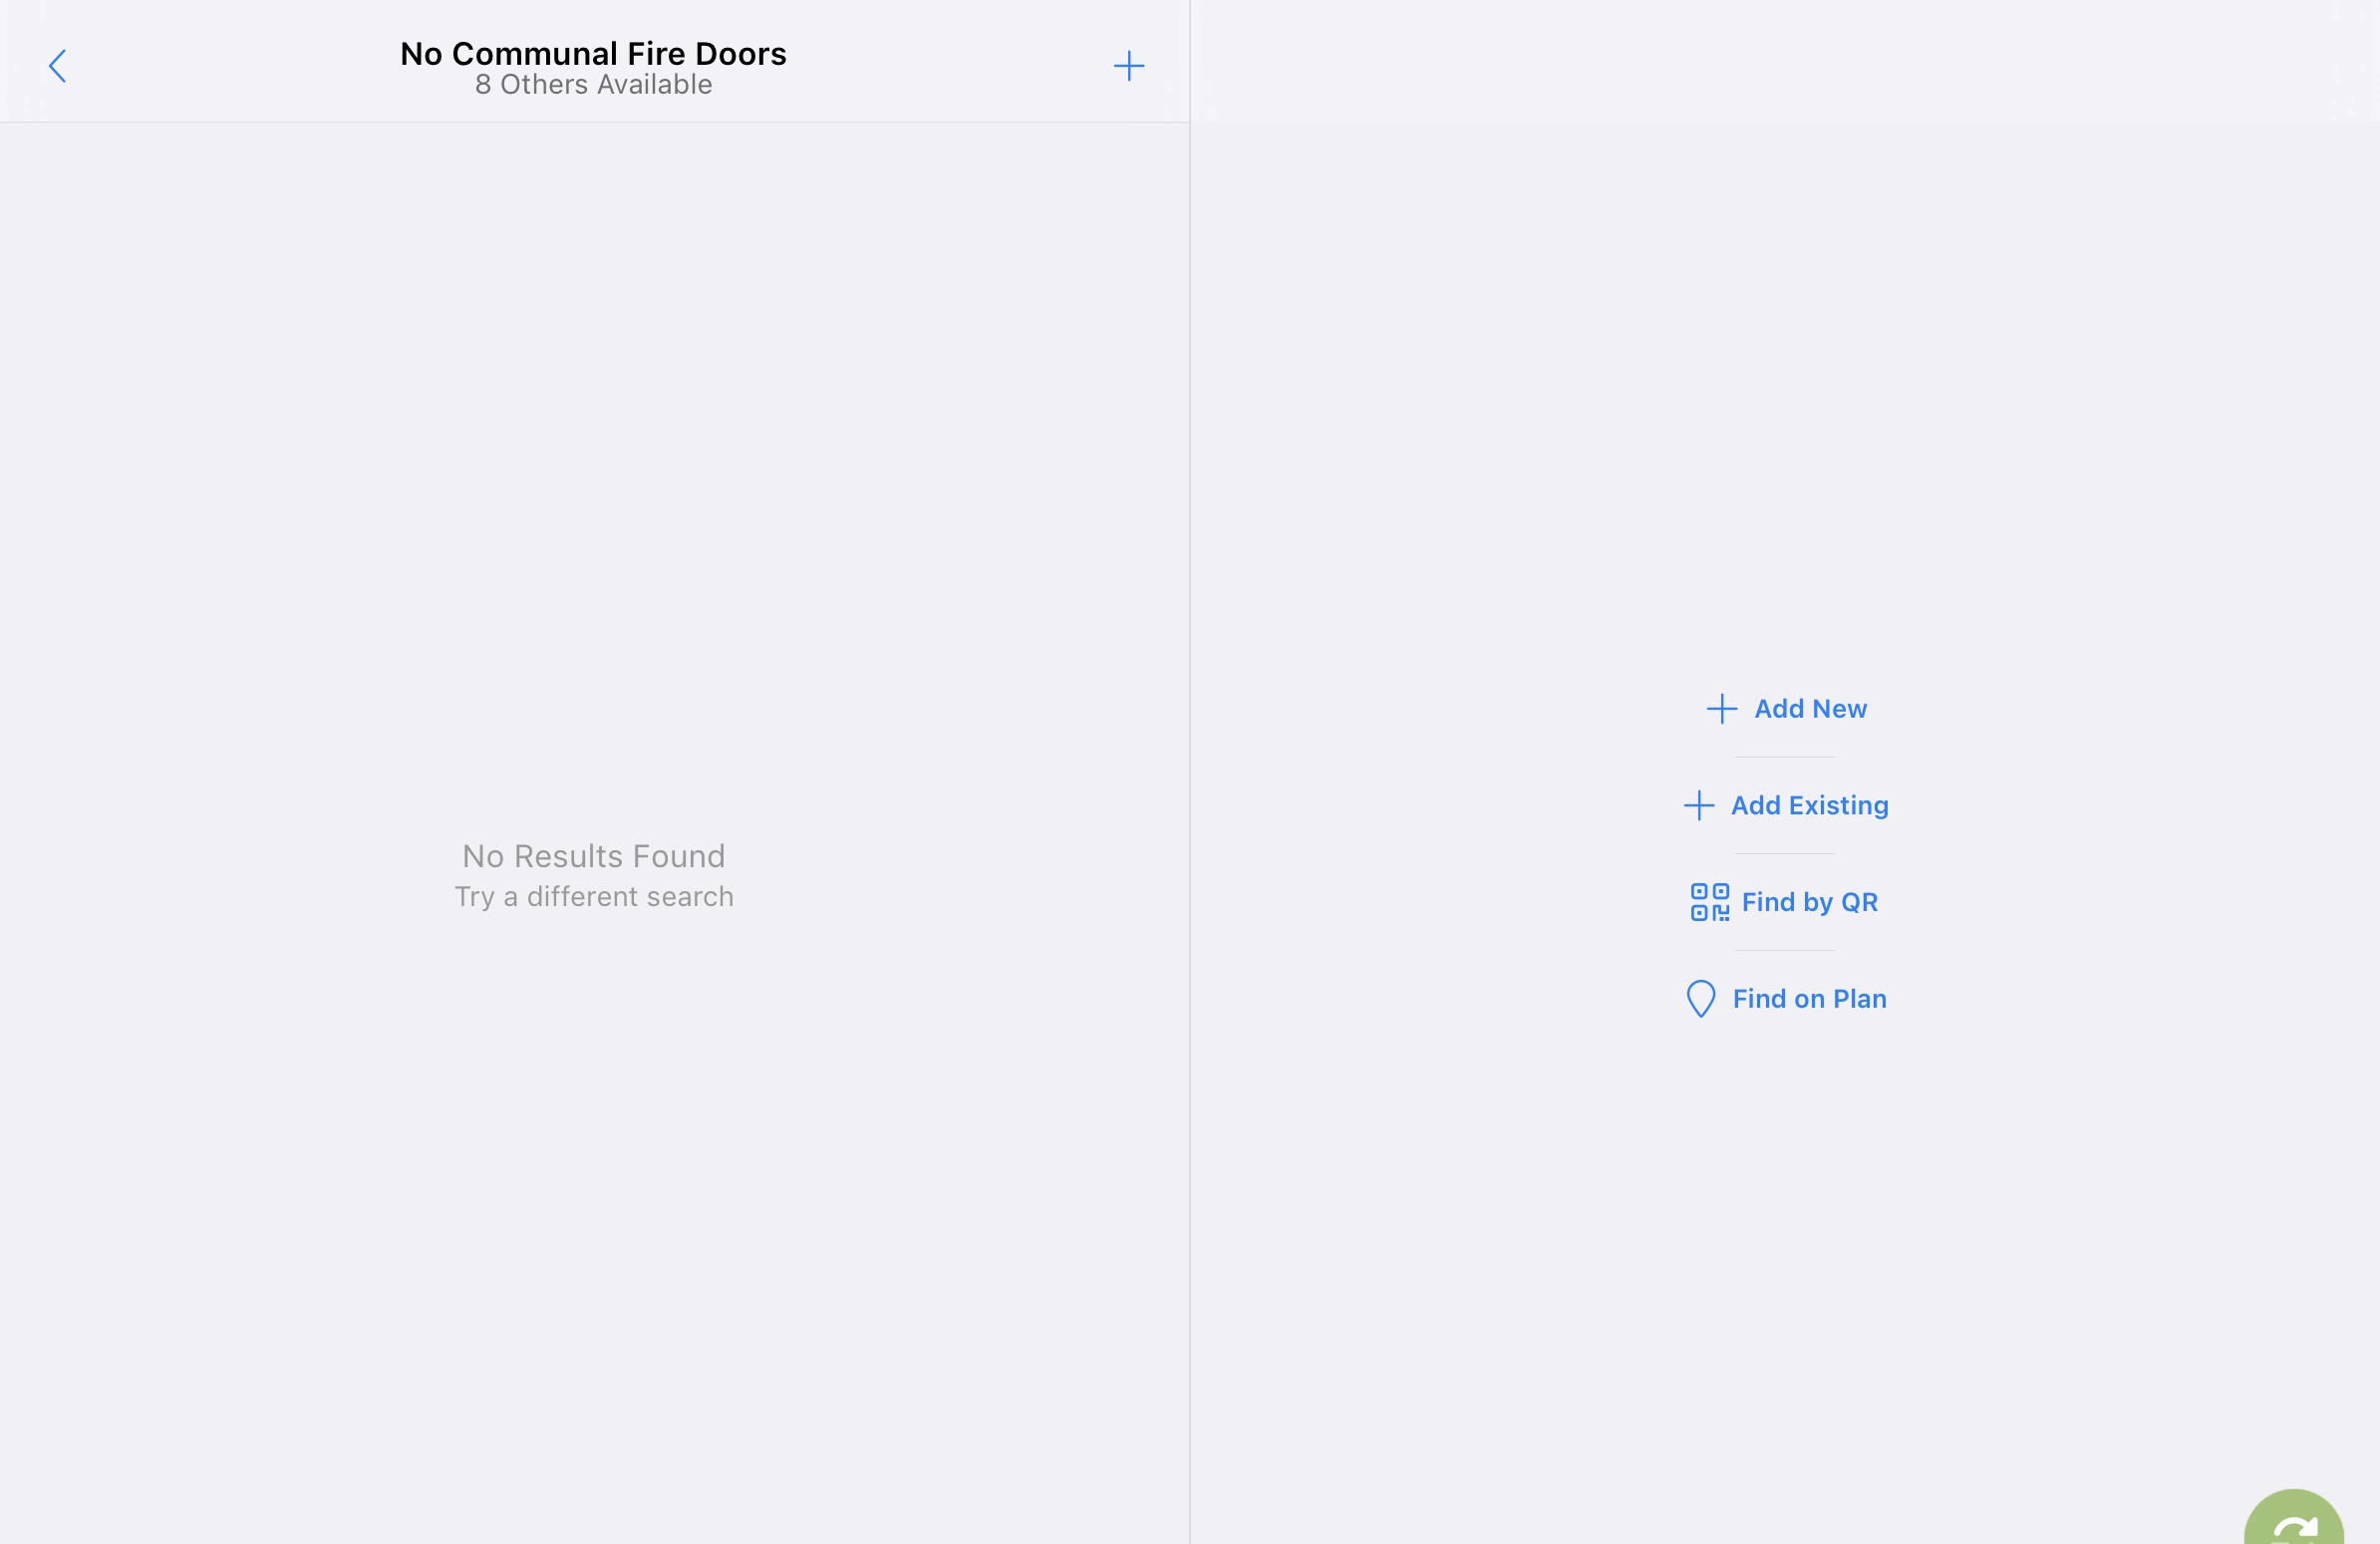 No Communal Fire Doors
8 Others Available
No Results Found
Try a different search
Add New
Add Existing
Find by QR
Find on Plan